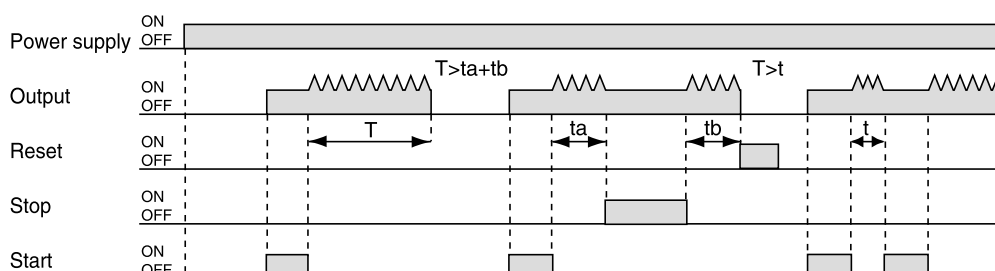 Power supply ON
OFF
Output ON
OFF
T>ta+tb
T>t
Reset ON
OFF
T
ta
tb
t
Stop ON
OFF
Start ON
OFF